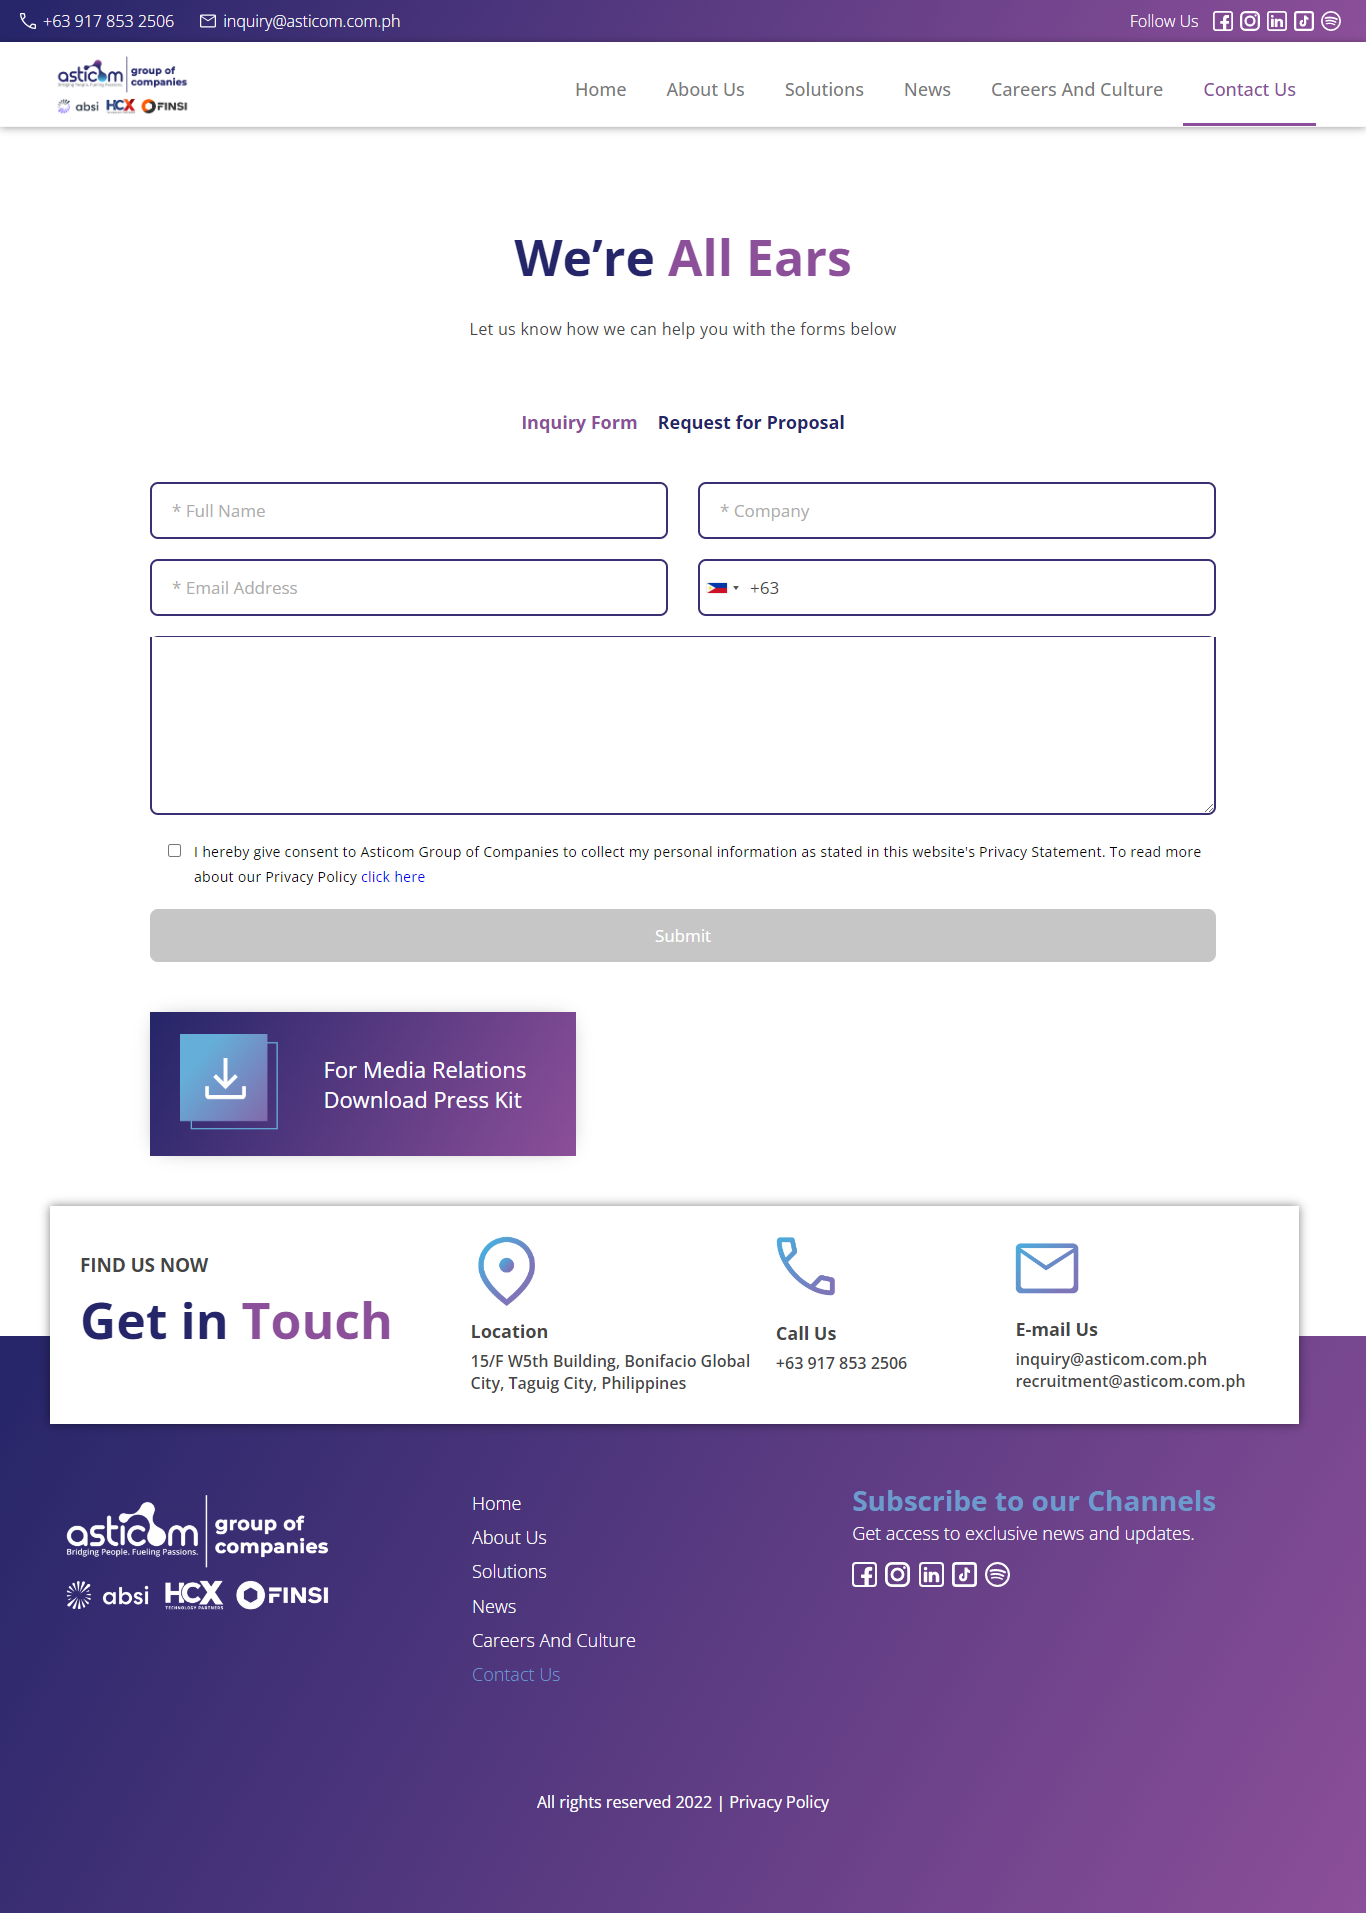 +63 917 853 2506 inquiry@asticom.com.ph Follow Us
asticom group of companies
absi HCX FINSI
Home About Us Solutions News Careers And Culture Contact Us
We’re All Ears
Let us know how we can help you with the forms below
Inquiry Form Request for Proposal
* Full Name * Company
* Email Address +63
I hereby give consent to Asticom Group of Companies to collect my personal information as stated in this website's Privacy Statement. To read more
about our Privacy Policy click here
Submit
For Media Relations
Download Press Kit
FIND US NOW
Get in Touch
Location
15/F W5th Building, Bonifacio Global
City, Taguig City, Philippines
Call Us
+63 917 853 2506
E-mail Us
inquiry@asticom.com.ph
recruitment@asticom.com.ph
asticom group of companies
Bridging People. Fueling Passions.
absi HCX TECHNOLOGY PARTNERS FINSI
Home
About Us
Solutions
News
Careers And Culture
Contact Us
Subscribe to our Channels
Get access to exclusive news and updates.
All rights reserved 2022 | Privacy Policy